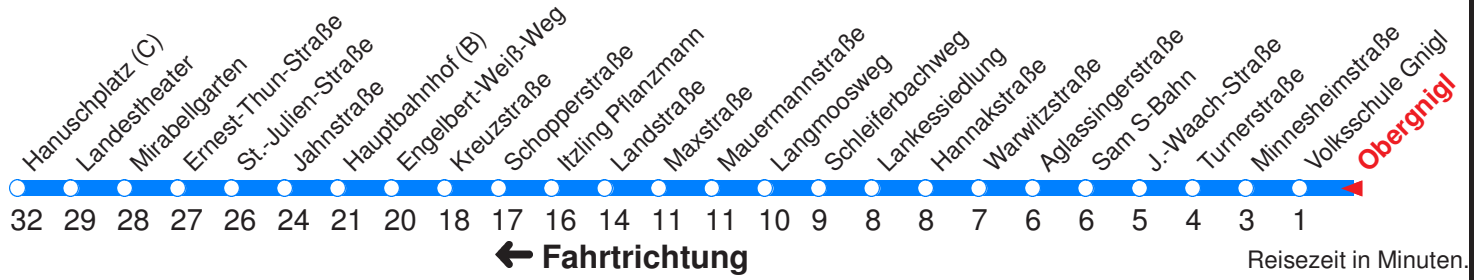 Hanuschplatz (C)
Landestheater
Mirabellgarten
Ernest-Thun-Straße
St.-Julien-Straße
Jahnstraße
Hauptbahnhof (B)
Engelbert-Weiß-Weg
Kreuzstraße
Schopperstraße
Itzling Pflanzmann
Landstraße
Maxstraße
Mauermannstraße
Langmoosweg
Schleiferbachweg
Lankessiedlung
Hannakstraße
Warwitzstraße
Aglassingerstraße
Sam S-Bahn
J.-Waach-Straße
Turnerstraße
Minnesheimstraße
Volksschule Gnigl
Obergnigl
32 29 28 27 26 24 21 20 18 17 16 14 11 11 10 9 8 8 7 6 6 5 4 3 1
← Fahrtrichtung
Reisezeit in Minuten.